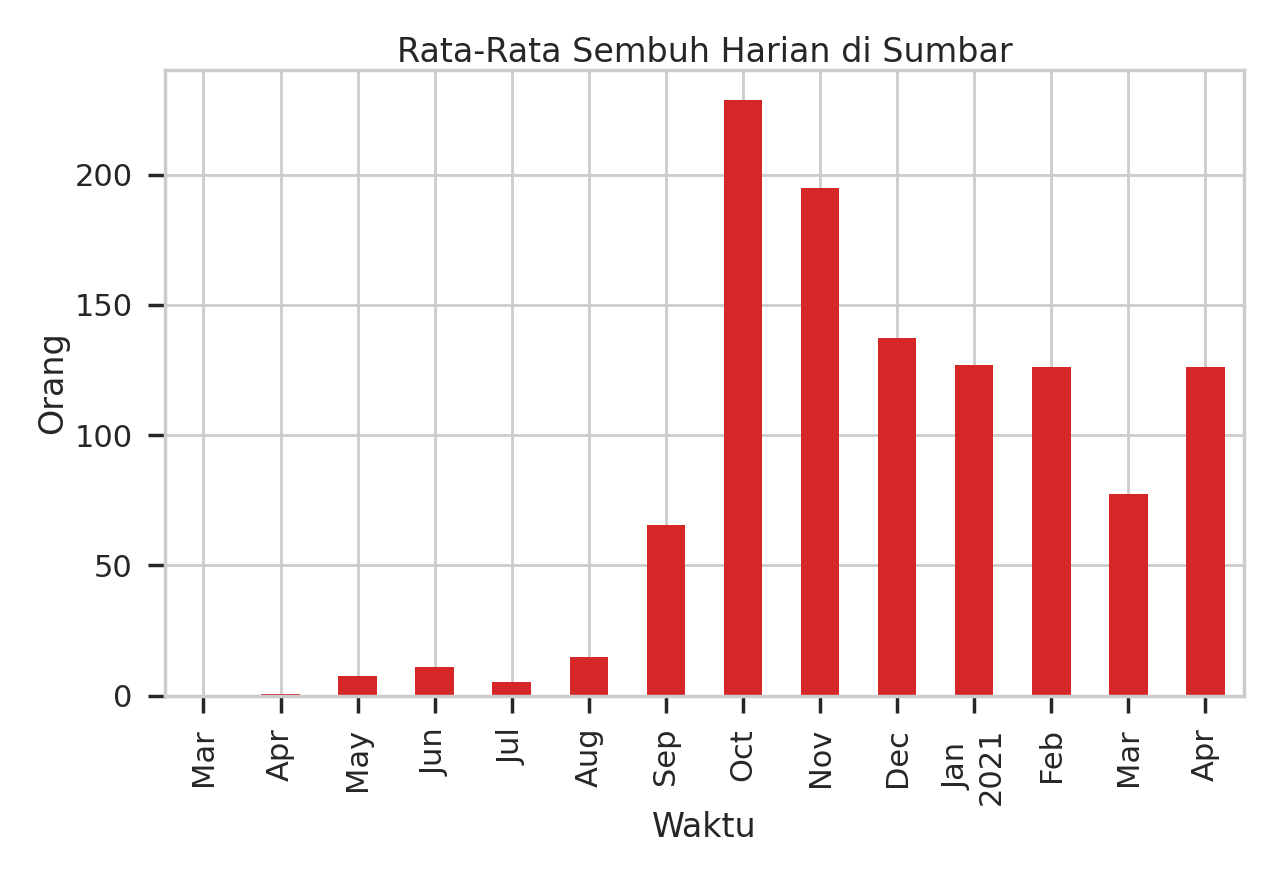 Rata-Rata Sembuh Harian di Sumbar
200
150
100
50
0
Orang
Mar
Apr
May
Jun
Jul
Aug
Sep
Oct
Nov
Dec
Jan
2021
Feb
Mar
Apr
Waktu